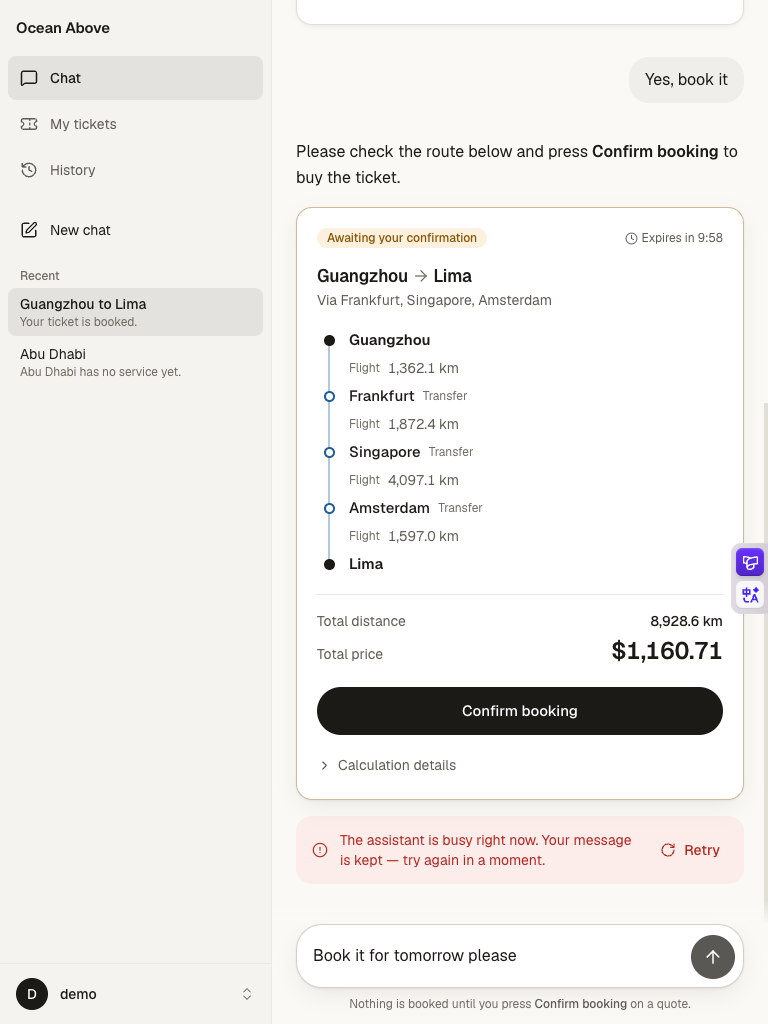 Ocean Above
Chat
My tickets
History
New chat
Recent
Guangzhou to Lima
Your ticket is booked.
Abu Dhabi
Abu Dhabi has no service yet.
D
demo
Yes, book it
Please check the route below and press Confirm booking to
buy the ticket.
Awaiting your confirmation
Expires in 9:58
Guangzhou → Lima
Via Frankfurt, Singapore, Amsterdam
Guangzhou
Flight 1,362.1 km
Frankfurt Transfer
Flight 1,872.4 km
Singapore Transfer
Flight 4,097.1 km
Amsterdam Transfer
Flight 1,597.0 km
Lima
Total distance 8,928.6 km
Total price $1,160.71
Confirm booking
Calculation details
The assistant is busy right now. Your message
is kept — try again in a moment.
Retry
Book it for tomorrow please
Nothing is booked until you press Confirm booking on a quote.